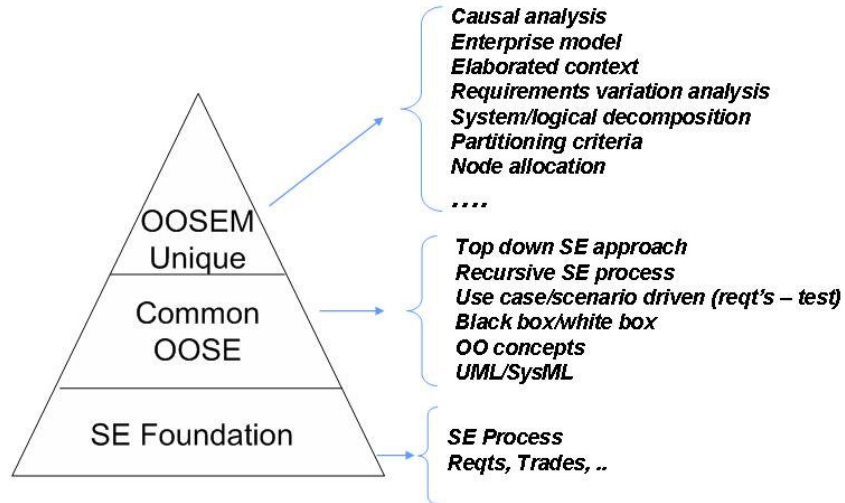 Causal analysis
Enterprise model
Elaborated context
Requirements variation analysis
System/logical decomposition
Partitioning criteria
Node allocation
....
OOSEM
Unique
Top down SE approach
Recursive SE process
Use case/scenario driven (reqt's – test)
Black box/white box
OO concepts
UML/SysML
Common
OOSE
SE Foundation
SE Process
Reqts, Trades, ..